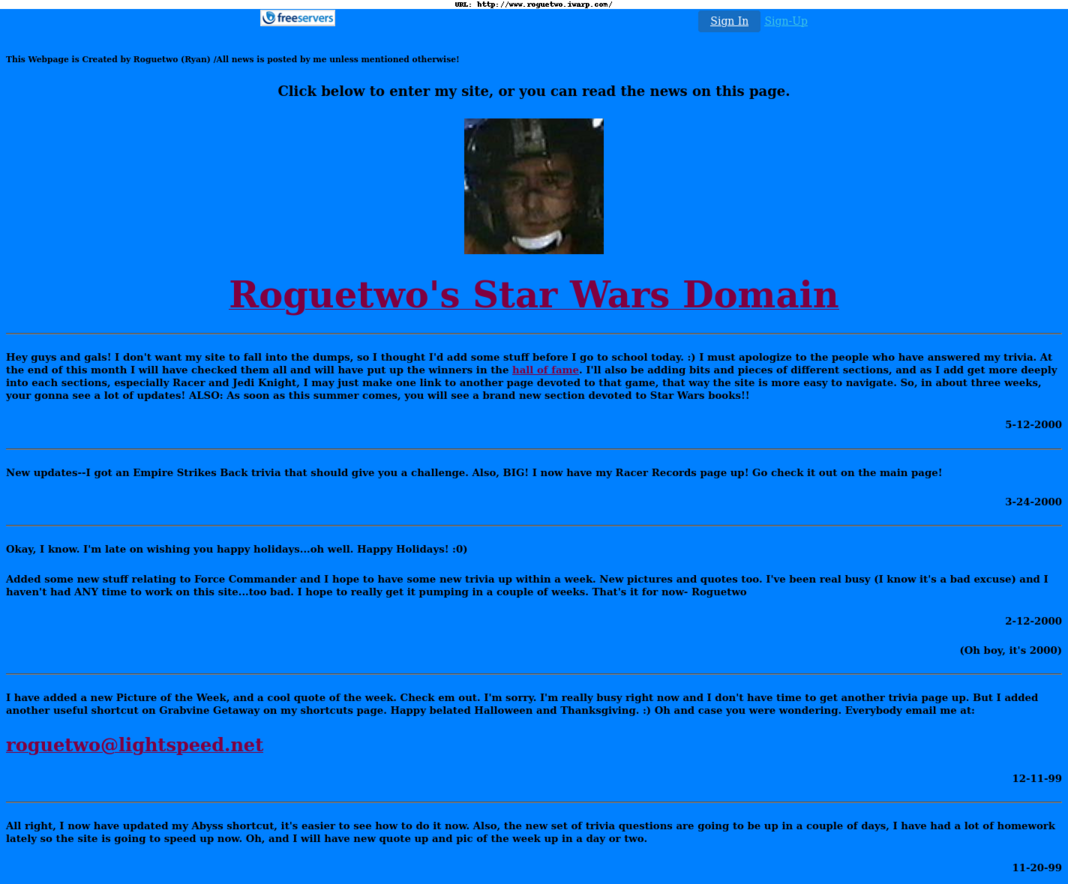 URL: http://www.roguetwo.iwarp.com/
freeservers
Sign In Sign-Up
This Webpage is Created by Roguetwo (Ryan) /All news is posted by me unless mentioned otherwise!
Click below to enter my site, or you can read the news on this page.
Roguetwo's Star Wars Domain
Hey guys and gals! I don't want my site to fall into the dumps, so I thought I'd add some stuff before I go to school today. :) I must apologize to the people who have answered my trivia. At
the end of this month I will have checked them all and will have put up the winners in the hall of fame. I'll also be adding bits and pieces of different sections, and as I add get more deeply
into each sections, especially Racer and Jedi Knight, I may just make one link to another page devoted to that game, that way the site is more easy to navigate. So, in about three weeks,
your gonna see a lot of updates! ALSO: As soon as this summer comes, you will see a brand new section devoted to Star Wars books!!
5-12-2000
New updates--I got an Empire Strikes Back trivia that should give you a challenge. Also, BIG! I now have my Racer Records page up! Go check it out on the main page!
3-24-2000
Okay, I know. I'm late on wishing you happy holidays...oh well. Happy Holidays! :0)
Added some new stuff relating to Force Commander and I hope to have some new trivia up within a week. New pictures and quotes too. I've been real busy (I know it's a bad excuse) and I
haven't had ANY time to work on this site...too bad. I hope to really get it pumping in a couple of weeks. That's it for now- Roguetwo
2-12-2000
(Oh boy, it's 2000)
I have added a new Picture of the Week, and a cool quote of the week. Check em out. I'm sorry. I'm really busy right now and I don't have time to get another trivia page up. But I added
another useful shortcut on Grabvine Getaway on my shortcuts page. Happy belated Halloween and Thanksgiving. :) Oh and case you were wondering. Everybody email me at:
roguetwo@lightspeed.net
12-11-99
All right, I now have updated my Abyss shortcut, it's easier to see how to do it now. Also, the new set of trivia questions are going to be up in a couple of days, I have had a lot of homework
lately so the site is going to speed up now. Oh, and I will have new quote up and pic of the week up in a day or two.
11-20-99